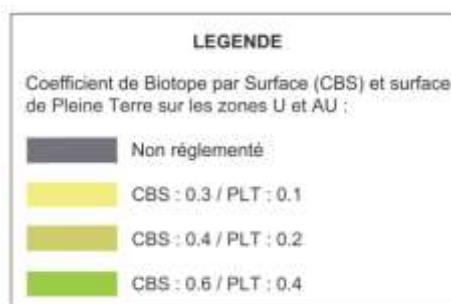 LEGENDE
Coefficient de Biotope par Surface (CBS) et surface
de Pleine Terre sur les zones U et AU :
Non réglementé
CBS : 0.3 / PLT : 0.1
CBS : 0.4 / PLT : 0.2
CBS : 0.6 / PLT : 0.4